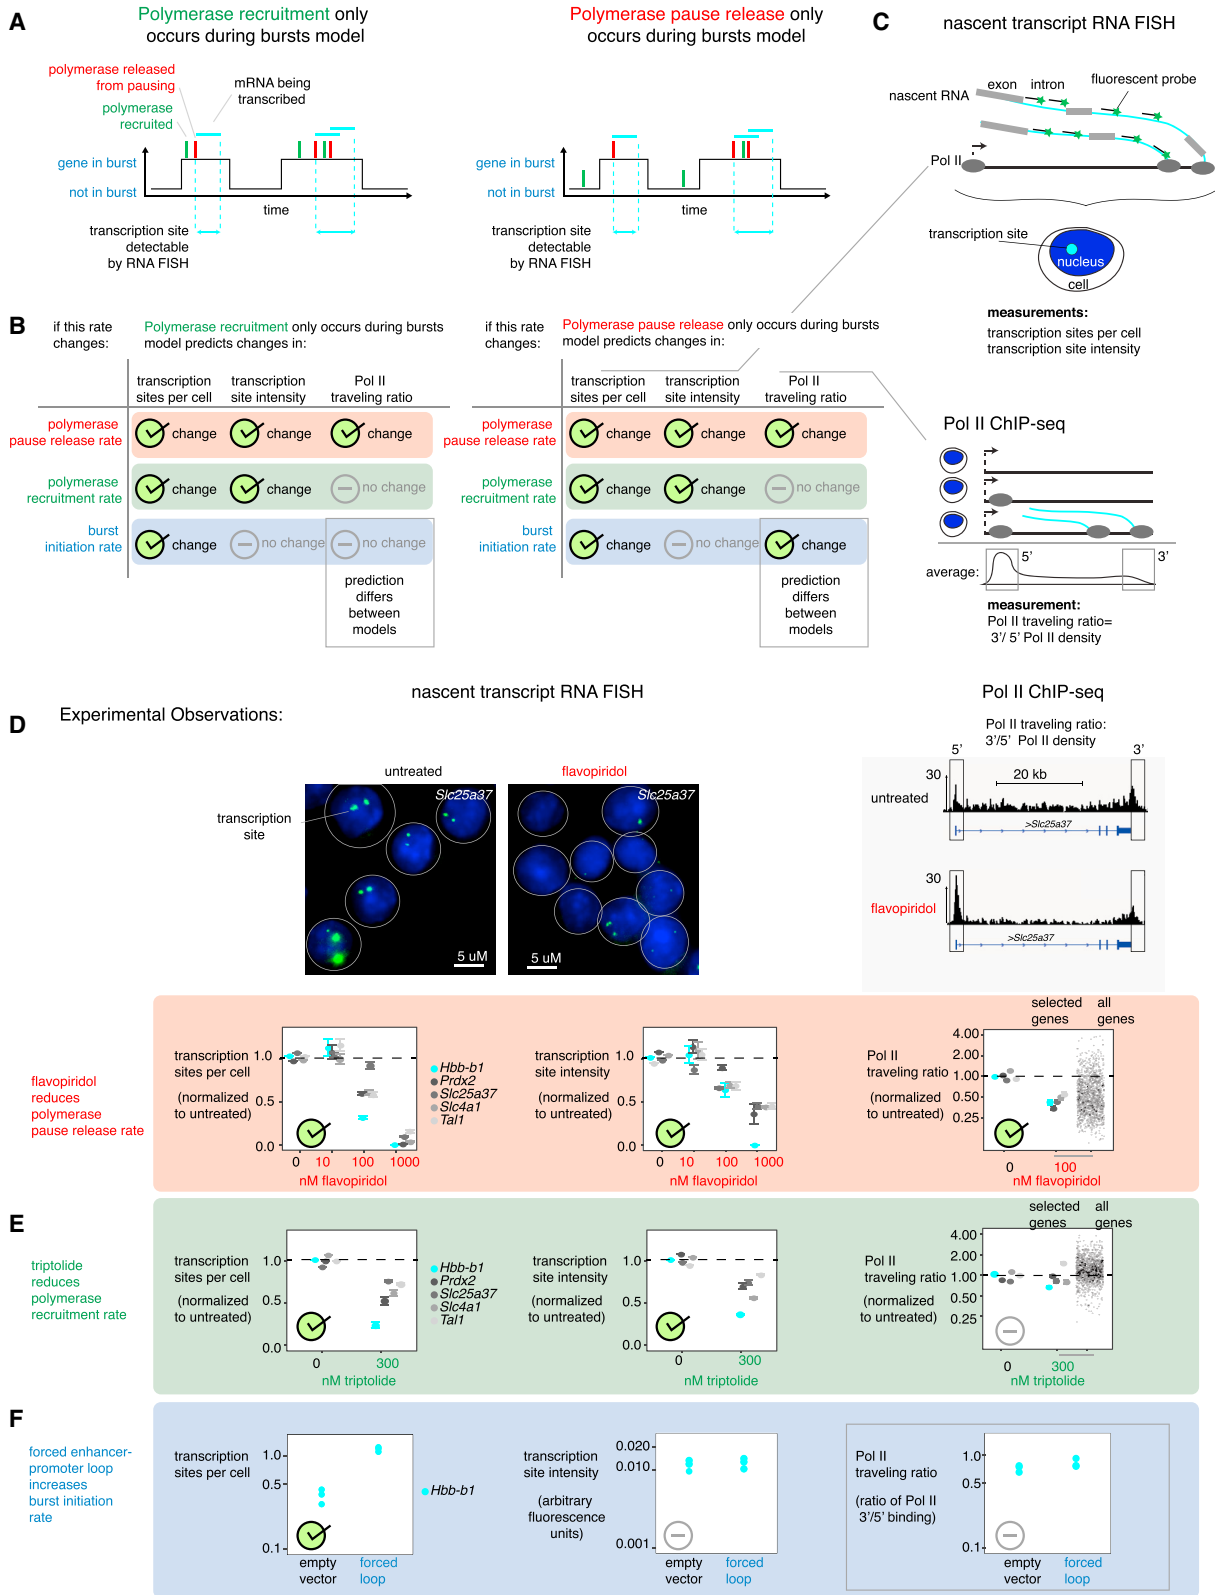 A
Polymerase recruitment only
occurs during bursts model
polymerase released
from pausing
mRNA being
transcribed
polymerase
recruited
gene in burst
not in burst
time
transcription site
detectable
by RNA FISH
Polymerase pause release only
occurs during bursts model
gene in burst
not in burst
time
transcription site
detectable
by RNA FISH
C
nascent transcript RNA FISH
exon
intron
fluorescent probe
nascent RNA
Pol II
transcription site
nucleus
cell
measurements:
transcription sites per cell
transcription site intensity
B
if this rate
changes:
Polymerase recruitment only occurs during bursts
model predicts changes in:
transcription
sites per cell
transcription
site intensity
Pol II
traveling ratio
polymerase
pause release rate
change
change
change
polymerase
recruitment rate
change
change
no change
burst
initiation rate
change
no change
no change
prediction
differs
between
models
if this rate
changes:
Polymerase pause release only occurs during bursts
model predicts changes in:
transcription
sites per cell
transcription
site intensity
Pol II
traveling ratio
polymerase
pause release rate
change
change
change
polymerase
recruitment rate
change
change
no change
burst
initiation rate
change
no change
change
prediction
differs
between
models
Pol II ChIP-seq
average:
5’
3’
measurement:
Pol II traveling ratio=
3’/ 5’ Pol II density
D
Experimental Observations:
nascent transcript RNA FISH
untreated
Slc25a37
transcription
site
5 uM
flavopiridol
Slc25a37
5 uM
Pol II ChIP-seq
Pol II traveling ratio:
3’/5’ Pol II density
5’
3’
30
20 kb
untreated
>Slc25a37
30
flavopiridol
>Slc25a37
flavopiridol
reduces
polymerase
pause release rate
transcription
sites per cell
(normalized
to untreated)
1.0
0.5
0.0
0
10
100
1000
nM flavopiridol
Hbb-b1
Prdx2
Slc25a37
Slc4a1
Tal1
transcription
site intensity
(normalized
to untreated)
1.0
0.5
0.0
0
10
100
1000
nM flavopiridol
selected
genes
all
genes
Pol II
traveling ratio
(normalized
to untreated)
4.00
2.00
1.00
0.50
0.25
0
100
nM flavopiridol
E
triptolide
reduces
polymerase
recruitment rate
transcription
sites per cell
(normalized
to untreated)
1.0
0.5
0.0
0
300
nM triptolide
Hbb-b1
Prdx2
Slc25a37
Slc4a1
Tal1
transcription
site intensity
(normalized
to untreated)
1.0
0.5
0.0
0
300
nM triptolide
selected
genes
all
genes
Pol II
traveling ratio
(normalized
to untreated)
4.00
2.00
1.00
0.50
0.25
0
300
nM triptolide
F
forced enhancer-
promoter loop
increases
burst initiation
rate
transcription
sites per cell
1.0
0.5
0.1
empty
vector
forced
loop
Hbb-b1
transcription
site intensity
(arbitrary
fluorescence
units)
0.020
0.010
0.001
empty
vector
forced
loop
Pol II
traveling ratio
(ratio of Pol II
3’/5’ binding)
1.0
0.5
0.1
empty
vector
forced
loop